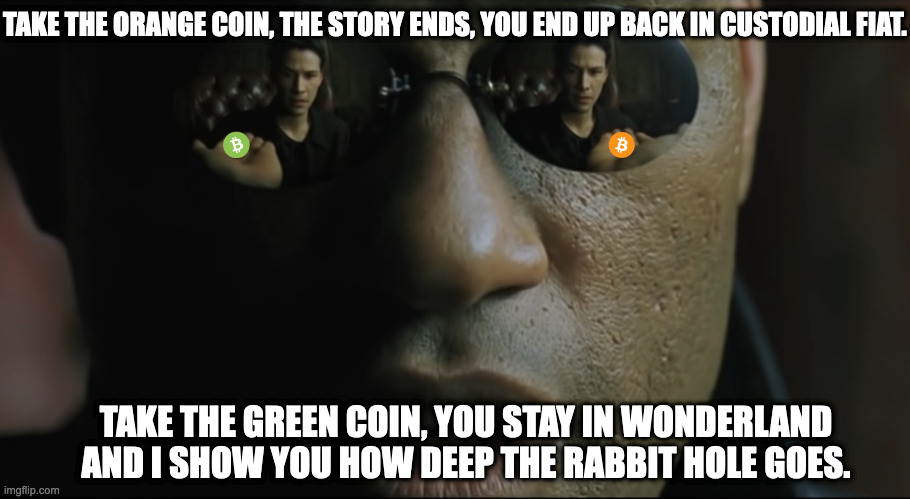 TAKE THE ORANGE COIN, THE STORY ENDS, YOU END UP BACK IN CUSTODIAL FIAT.
TAKE THE GREEN COIN, YOU STAY IN WONDERLAND
AND I SHOW YOU HOW DEEP THE RABBIT HOLE GOES.
imgflip.com